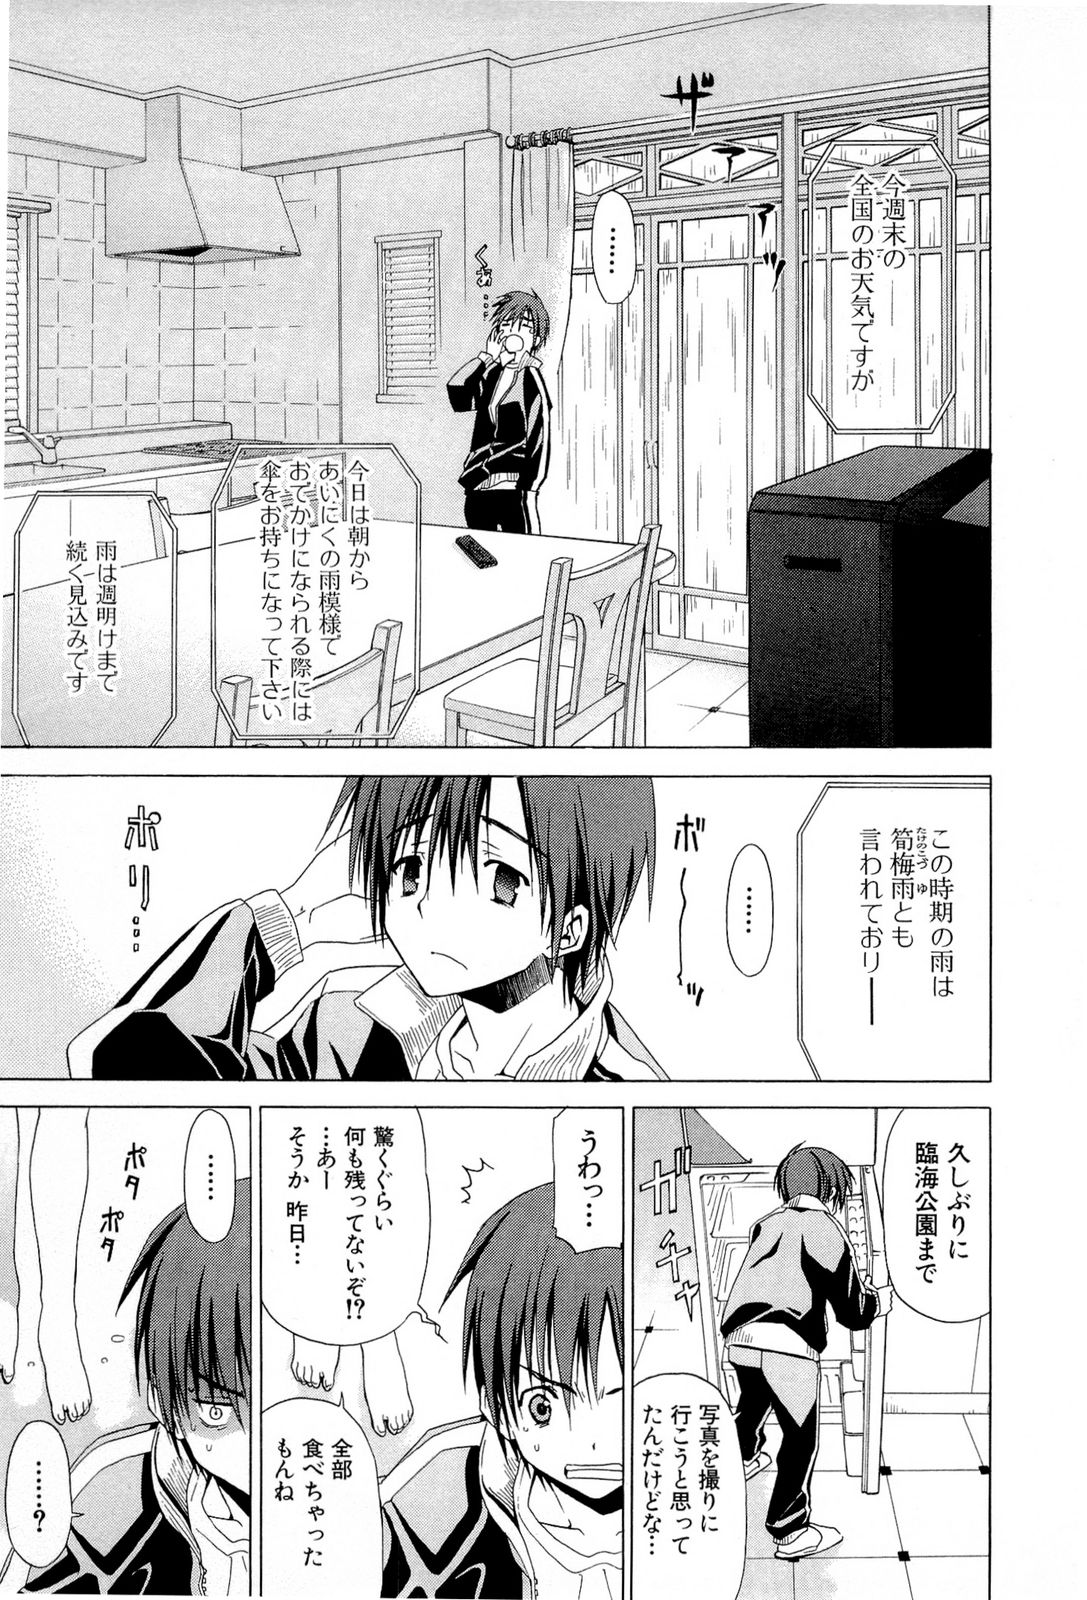 今週末の
全国のお天気ですが
ザ
ァ
ァッ
……
くあ…
今日は朝から
あいにくの雨模様で
おでかけになられる際には
傘をお持ちになって下さい
雨は週明けまで
続く見込みです
この時期の雨は
筍梅雨とも
たけのこづゆ
言われておりー
……
ボ…ッ
ポリ…
久しぶりに
臨海公園まで
写真を撮りに
行こうと思って
たんだけどな…
ガチャ
うわっ…
驚くぐらい
何も残ってないぞ!?
…あー
そうか 昨日…
全部
食べちゃった
もんね
……
ポタ
ポタ
……?